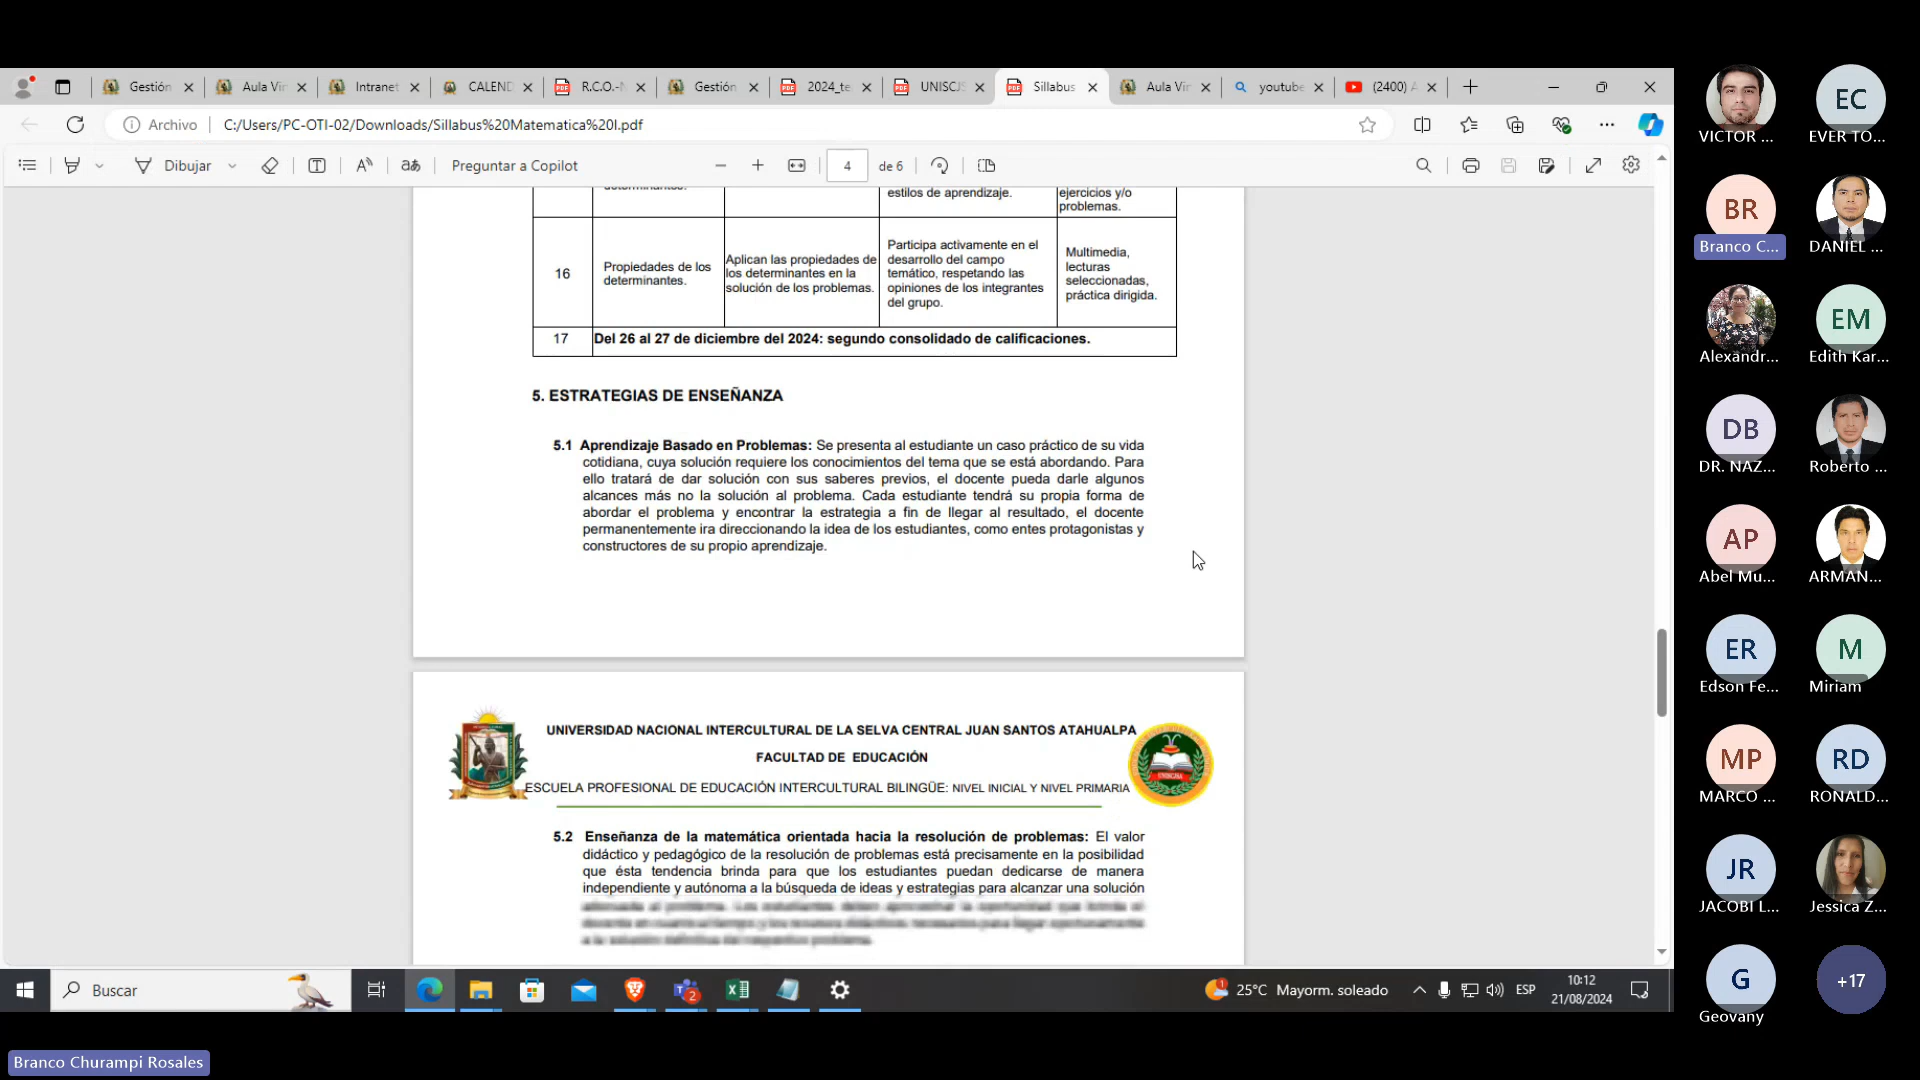 Gestión
Aula Vir
Intranet
CALEND
R.C.O.-N
Gestión
2024_te
UNISCJS
Sillabus
Aula Vir
youtube
(2400) A
Archivo
C:/Users/PC-OTI-02/Downloads/Sillabus%20Matematica%20I.pdf
Dibujar
Preguntar a Copilot
4 de 6
estilos de aprendizaje.
ejercicios y/o
problemas.
16
Propiedades de los
determinantes.
Aplican las propiedades de
los determinantes en la
solución de los problemas.
Participa activamente en el
desarrollo del campo
temático, respetando las
opiniones de los integrantes
del grupo.
Multimedia,
lecturas
seleccionadas,
práctica dirigida.
17 Del 26 al 27 de diciembre del 2024: segundo consolidado de calificaciones.
5. ESTRATEGIAS DE ENSEÑANZA
5.1 Aprendizaje Basado en Problemas: Se presenta al estudiante un caso práctico de su vida
cotidiana, cuya solución requiere los conocimientos del tema que se está abordando. Para
ello tratará de dar solución con sus saberes previos, el docente pueda darle algunos
alcances más no la solución al problema. Cada estudiante tendrá su propia forma de
abordar el problema y encontrar la estrategia a fin de llegar al resultado, el docente
permanentemente ira direccionando la idea de los estudiantes, como entes protagonistas y
constructores de su propio aprendizaje.
UNIVERSIDAD NACIONAL INTERCULTURAL DE LA SELVA CENTRAL JUAN SANTOS ATAHUALPA
FACULTAD DE EDUCACIÓN
ESCUELA PROFESIONAL DE EDUCACIÓN INTERCULTURAL BILINGÜE: NIVEL INICIAL Y NIVEL PRIMARIA
5.2 Enseñanza de la matemática orientada hacia la resolución de problemas: El valor
didáctico y pedagógico de la resolución de problemas está precisamente en la posibilidad
que ésta tendencia brinda para que los estudiantes puedan dedicarse de manera
independiente y autónoma a la búsqueda de ideas y estrategias para alcanzar una solución
Buscar
25°C Mayorm. soleado
ESP
10:12
21/08/2024
VICTOR ...
EC
EVER TO...
BR
Branco C...
DANIEL ...
Alexandr...
EM
Edith Kar...
DB
DR. NAZ...
Roberto ...
AP
Abel Mu...
ARMAN...
ER
Edson Fe...
M
Miriam
MP
MARCO ...
RD
RONALD...
JR
JACOBI L...
Jessica Z...
G
Geovany
+17
Branco Churampi Rosales